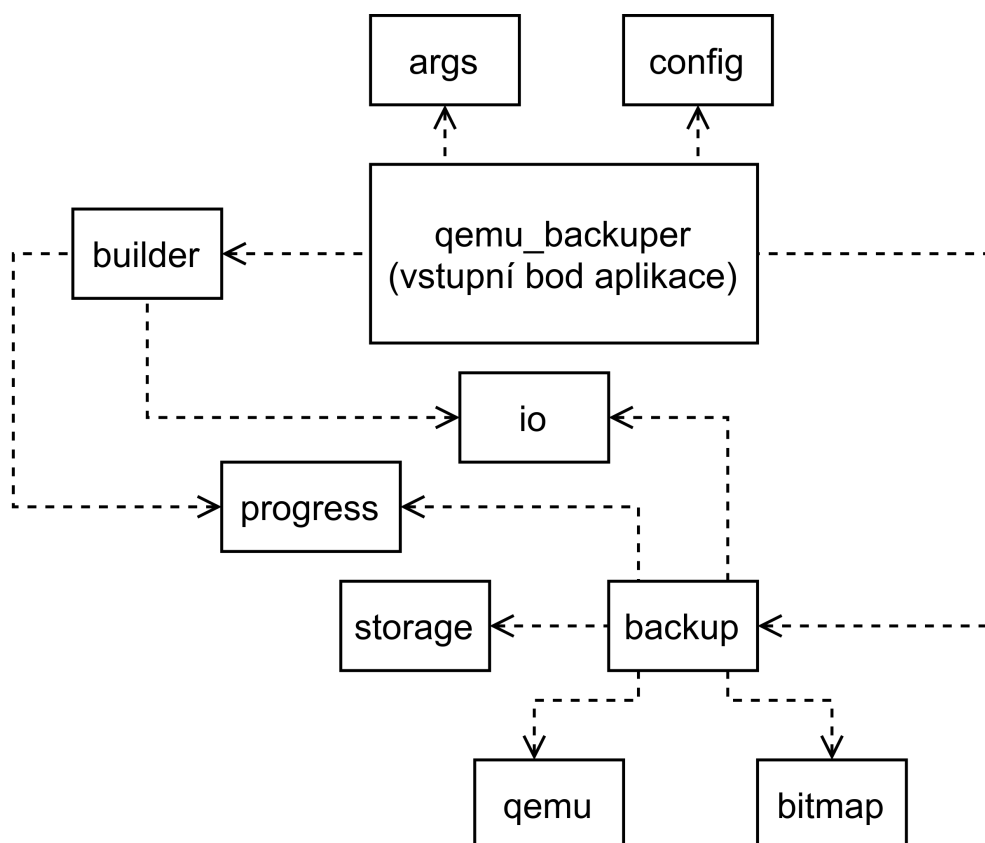 args
config
qemu_backuper
(vstupní bod aplikace)
builder
io
progress
storage
backup
qemu
bitmap